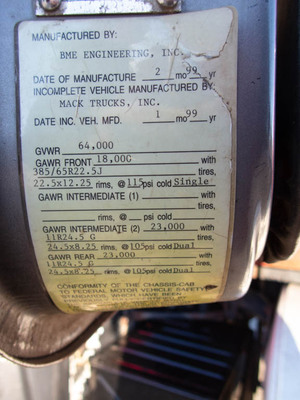 MANUFACTURED BY:
BME ENGINEERING, INC.
DATE OF MANUFACTURE 2 mo 99 yr
INCOMPLETE VEHICLE MANUFACTURED BY:
MACK TRUCKS, INC.
DATE INC. VEH. MFD. 1 mo 99 yr
GVWR 64,000
GAWR FRONT 18,000 with
385/65R22.5J tires,
22.5x12.25 rims, @ 115 psi cold Single
GAWR INTERMEDIATE (1) with
tires,
rims, @ psi cold
GAWR INTERMEDIATE (2) 23,000 with
11R24.5 G tires,
24.5x8.25 rims, @ 105 psi cold Dual
GAWR REAR 23,000 with
11R24.5 G tires,
24.5x8.25 rims, @ 105 psi cold Dual
CONFORMITY OF THE CHASSIS-CAB
TO FEDERAL MOTOR VEHICLE SAFETY
STANDARDS, WHICH HAVE BEEN